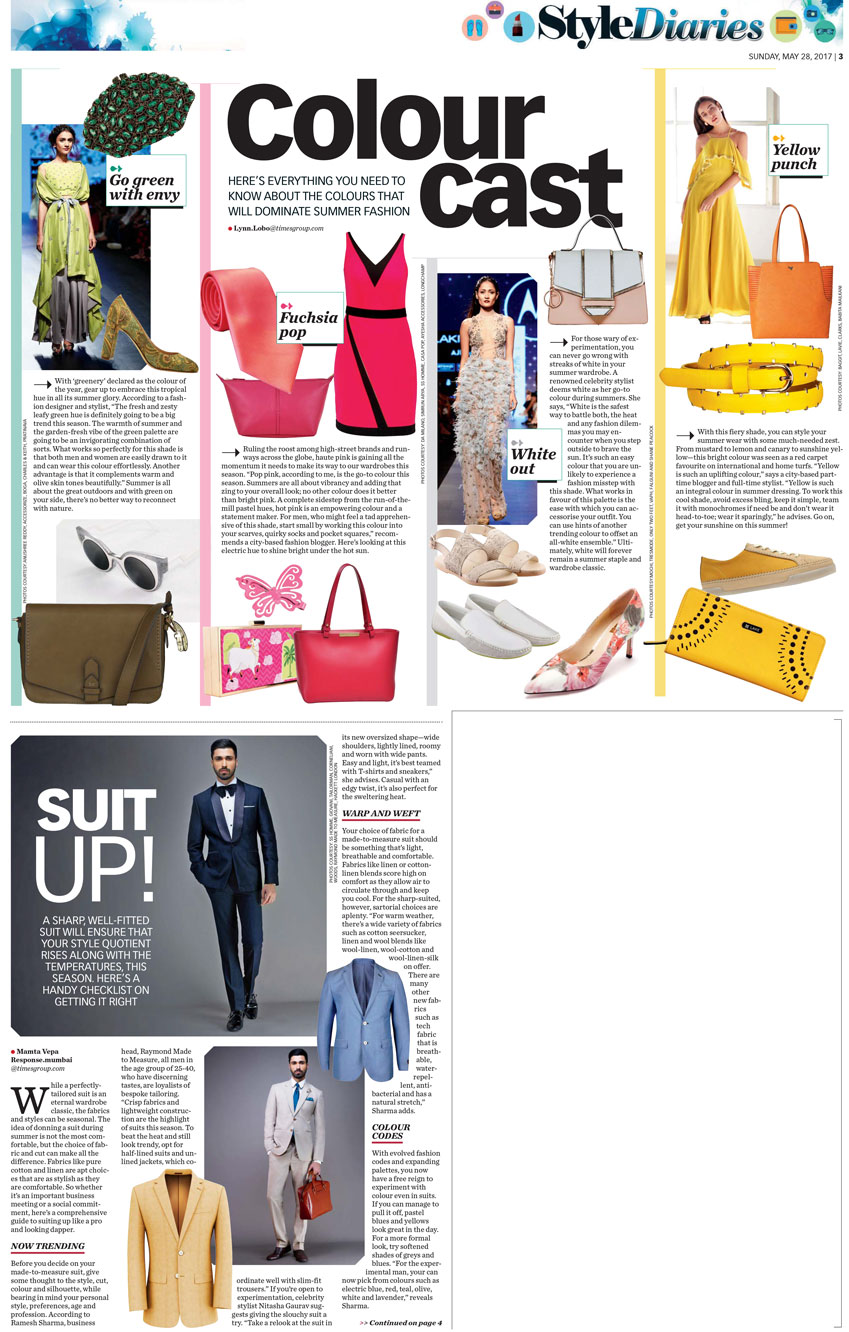 StyleDiaries
SUNDAY, MAY 28, 2017 | 3
Colour
cast
HERE'S EVERYTHING YOU NEED TO
KNOW ABOUT THE COLOURS THAT
WILL DOMINATE SUMMER FASHION
Lynn.Lobo@timesgroup.com
Go green
with envy
With 'greenery' declared as the colour of
the year, gear up to embrace this tropical
hue in all its summer glory. According to a fash-
ion designer and stylist, "The fresh and zesty
leafy green hue is definitely going to be a big
trend this season. The warmth of summer and
the garden-fresh vibe of the green palette are
going to be an invigorating combination of
sorts. What works so perfectly for this shade is
that both men and women are easily drawn to it
and can wear this colour effortlessly. Another
advantage is that it complements warm and
olive skin tones beautifully." Summer is all
about the great outdoors and with green on
your side, there's no better way to reconnect
with nature.
Fuchsia
pop
Ruling the roost among high-street brands and run-
ways across the globe, haute pink is gaining all the
momentum it needs to make its way to our wardrobes this
season. "Pop pink, according to me, is the go-to colour this
season. Summers are all about vibrancy and adding that
zing to your overall look; no other colour does it better
than bright pink. A complete sidestep from the run-of-the-
mill pastel hues, hot pink is an empowering colour and a
statement maker. For men, who might feel a tad apprehen-
sive of this shade, start small by working this colour into
your scarves, quirky socks and pocket squares," recom-
mends a city-based fashion blogger. Here's looking at this
electric hue to shine bright under the hot sun.
White
out
For those wary of ex-
perimentation, you
can never go wrong with
streaks of white in your
summer wardrobe. A
renowned celebrity stylist
deems white as her go-to
colour during summers. She
says, "White is the safest
way to battle both, the heat
and any fashion dilem-
mas you may en-
counter when you step
outside to brave the
sun. It's such an easy
colour that you are un-
likely to experience a
fashion misstep with
this shade. What works in
favour of this palette is the
ease with which you can ac-
cessorise your outfit. You
can use hints of another
trending colour to offset an
all-white ensemble." Ulti-
mately, white will forever
remain a summer staple and
wardrobe classic.
Yellow
punch
With this fiery shade, you can style your
summer wear with some much-needed zest.
From mustard to lemon and canary to sunshine yel-
low—this bright colour was seen as a red carpet
favourite on international and home turfs. "Yellow
is such an uplifting colour," says a city-based part-
time blogger and full-time stylist. "Yellow is such
an integral colour in summer dressing. To work this
cool shade, avoid excess bling, keep it simple, team
it with monochromes if need be and don't wear it
head-to-toe; wear it sparingly," he advises. Go on,
get your sunshine on this summer!
SUIT
UP!
A SHARP, WELL-FITTED
SUIT WILL ENSURE THAT
YOUR STYLE QUOTIENT
RISES ALONG WITH THE
TEMPERATURES, THIS
SEASON. HERE'S A
HANDY CHECKLIST ON
GETTING IT RIGHT
Mamta Vepa
Response.mumbai
@timesgroup.com
While a perfectly-
tailored suit is an
eternal wardrobe
classic, the fabrics
and styles can be seasonal. The
idea of donning a suit during
summer is not the most com-
fortable, but the choice of fab-
ric and cut can make all the
difference. Fabrics like pure
cotton and linen are apt choic-
es that are as stylish as they
are comfortable. So whether
it's an important business
meeting or a social commit-
ment, here's a comprehensive
guide to suiting up like a pro
and looking dapper.
NOW TRENDING
Before you decide on your
made-to-measure suit, give
some thought to the style, cut,
colour and silhouette, while
bearing in mind your personal
style, preferences, age and
profession. According to
Ramesh Sharma, business
head, Raymond Made
to Measure, all men in
the age group of 25-40,
who have discerning
tastes, are loyalists of
bespoke tailoring.
"Crisp fabrics and
lightweight construc-
tion are the highlight
of suits this season. To
beat the heat and still
look trendy, opt for
half-lined suits and un-
lined jackets, which co-
ordinate well with slim-fit
trousers." If you're open to
experimentation, celebrity
stylist Nitasha Gaurav sug-
gests giving the slouchy suit a
try. "Take a relook at the suit in
its new oversized shape—wide
shoulders, lightly lined, roomy
and worn with wide pants.
Easy and light, it's best teamed
with T-shirts and sneakers,"
she advises. Casual with an
edgy twist, it's also perfect for
the sweltering heat.
WARP AND WEFT
Your choice of fabric for a
made-to-measure suit should
be something that's light,
breathable and comfortable.
Fabrics like linen or cotton-
linen blends score high on
comfort as they allow air to
circulate through and keep
you cool. For the sharp-suited,
however, sartorial choices are
aplenty. "For warm weather,
there's a wide variety of fabrics
such as cotton seersucker,
linen and wool blends like
wool-linen, wool-cotton and
wool-linen-silk
on offer.
There are
many
other
new fab-
rics
such as
tech
fabric
that is
breath-
able,
water-
repel-
lent, anti-
bacterial and has a
natural stretch,"
Sharma adds.
COLOUR
CODES
With evolved fashion
codes and expanding
palettes, you now
have a free reign to
experiment with
colour even in suits.
If you can manage to
pull it off, pastel
blues and yellows
look great in the day.
For a more formal
look, try softened
shades of greys and
blues. "For the exper-
imental man, your can
now pick from colours such as
electric blue, red, teal, olive,
white and lavender," reveals
Sharma.
>> Continued on page 4